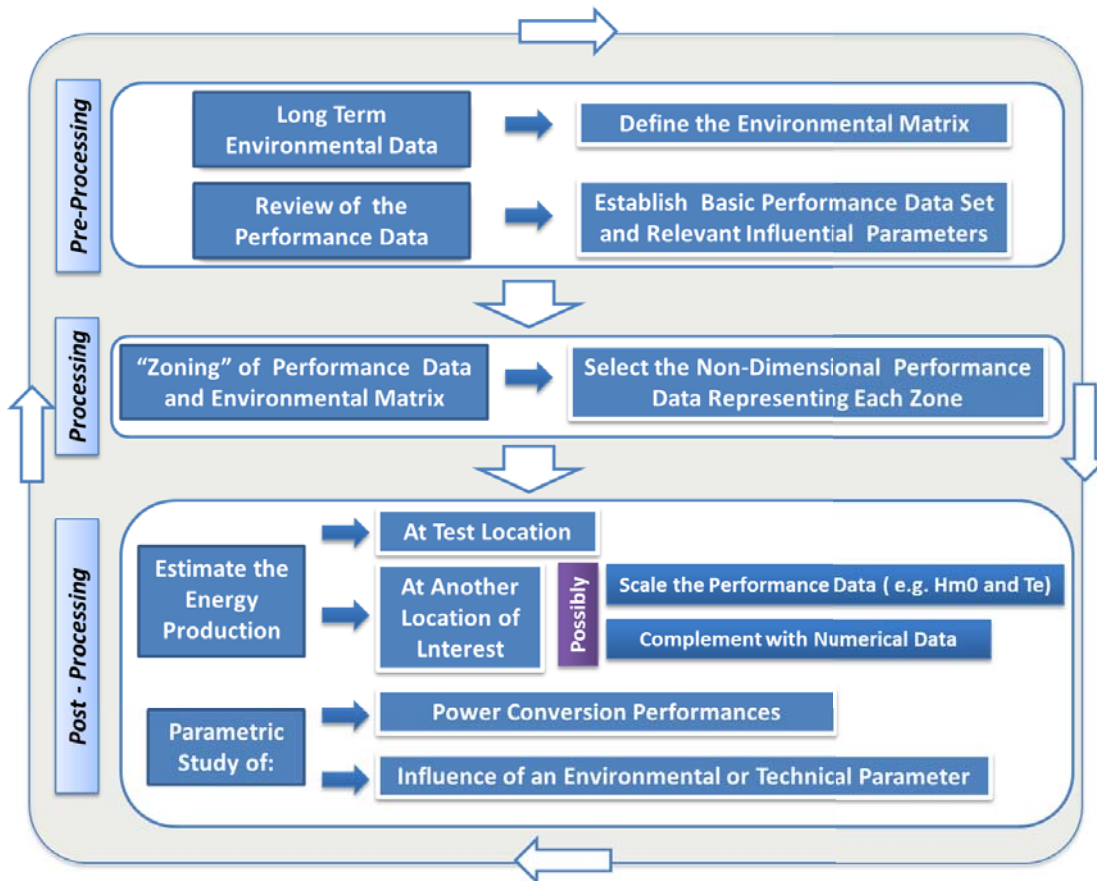 Pre-Processing
Long Term
Environmental Data
Define the Environmental Matrix
Review of the
Performance Data
Establish Basic Performance Data Set
and Relevant Influential Parameters
Processing
“Zoning” of Performance Data
and Environmental Matrix
Select the Non-Dimensional Performance
Data Representing Each Zone
Post - Processing
Estimate the
Energy
Production
At Test Location
At Another
Location of
Lnterest
Possibly
Scale the Performance Data ( e.g. Hm0 and Te)
Complement with Numerical Data
Parametric
Study of:
Power Conversion Performances
Influence of an Environmental or Technical Parameter